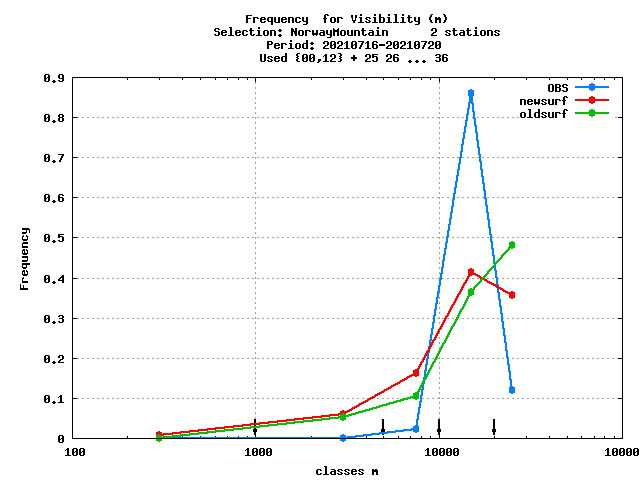 Frequency  for Visibility (m)
Selection: NorwayMountain      2 stations
Period: 20210716-20210720
Used {00,12} + 25 26 ... 36
0.9
0.8
0.7
0.6
0.5
0.4
0.3
0.2
0.1
0
Frequency
OBS
newsurf
oldsurf
100 1000 10000 10000
classes m